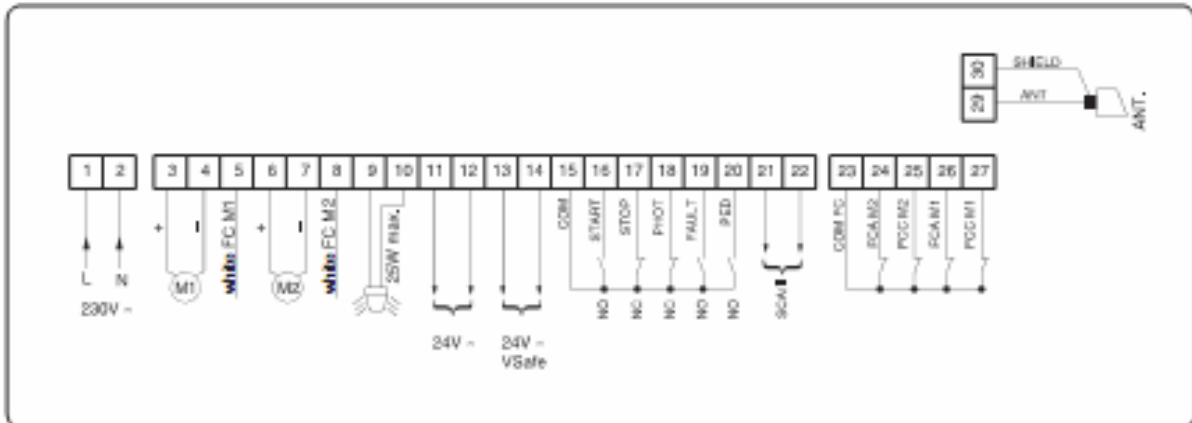 30 SHIELD
29 ANT
ANT.
1 2 3 4 5 6 7 8 9 10 11 12 13 14 15 16 17 18 19 20 21 22 23 24 25 26 27
L N
230V ~
+ - M1
white FC M1
+ - M2
white FC M2
25W max.
24V ~
24V ~
VSafe
COM
START
STOP
PHOT
FAULT
PED
NO
NC
NC
NO
NO
SCA
COM FC
FCA M2
FCC M2
FCA M1
FCC M1